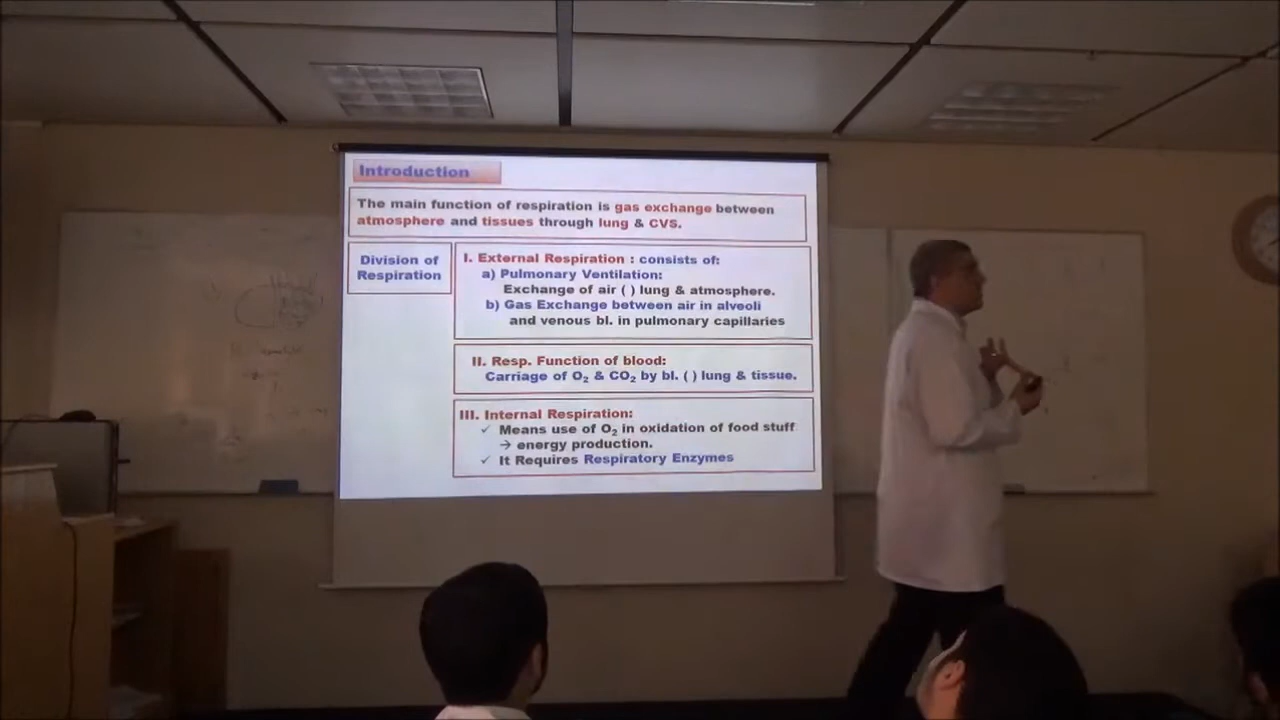 Introduction
The main function of respiration is gas exchange between
atmosphere and tissues through lung & CVS.
Division of
Respiration
I. External Respiration : consists of:
a) Pulmonary Ventilation:
Exchange of air ( ) lung & atmosphere.
b) Gas Exchange between air in alveoli
and venous bl. in pulmonary capillaries
II. Resp. Function of blood:
Carriage of O₂ & CO₂ by bl. ( ) lung & tissue.
III. Internal Respiration:
✓ Means use of O₂ in oxidation of food stuff
→ energy production.
✓ It Requires Respiratory Enzymes